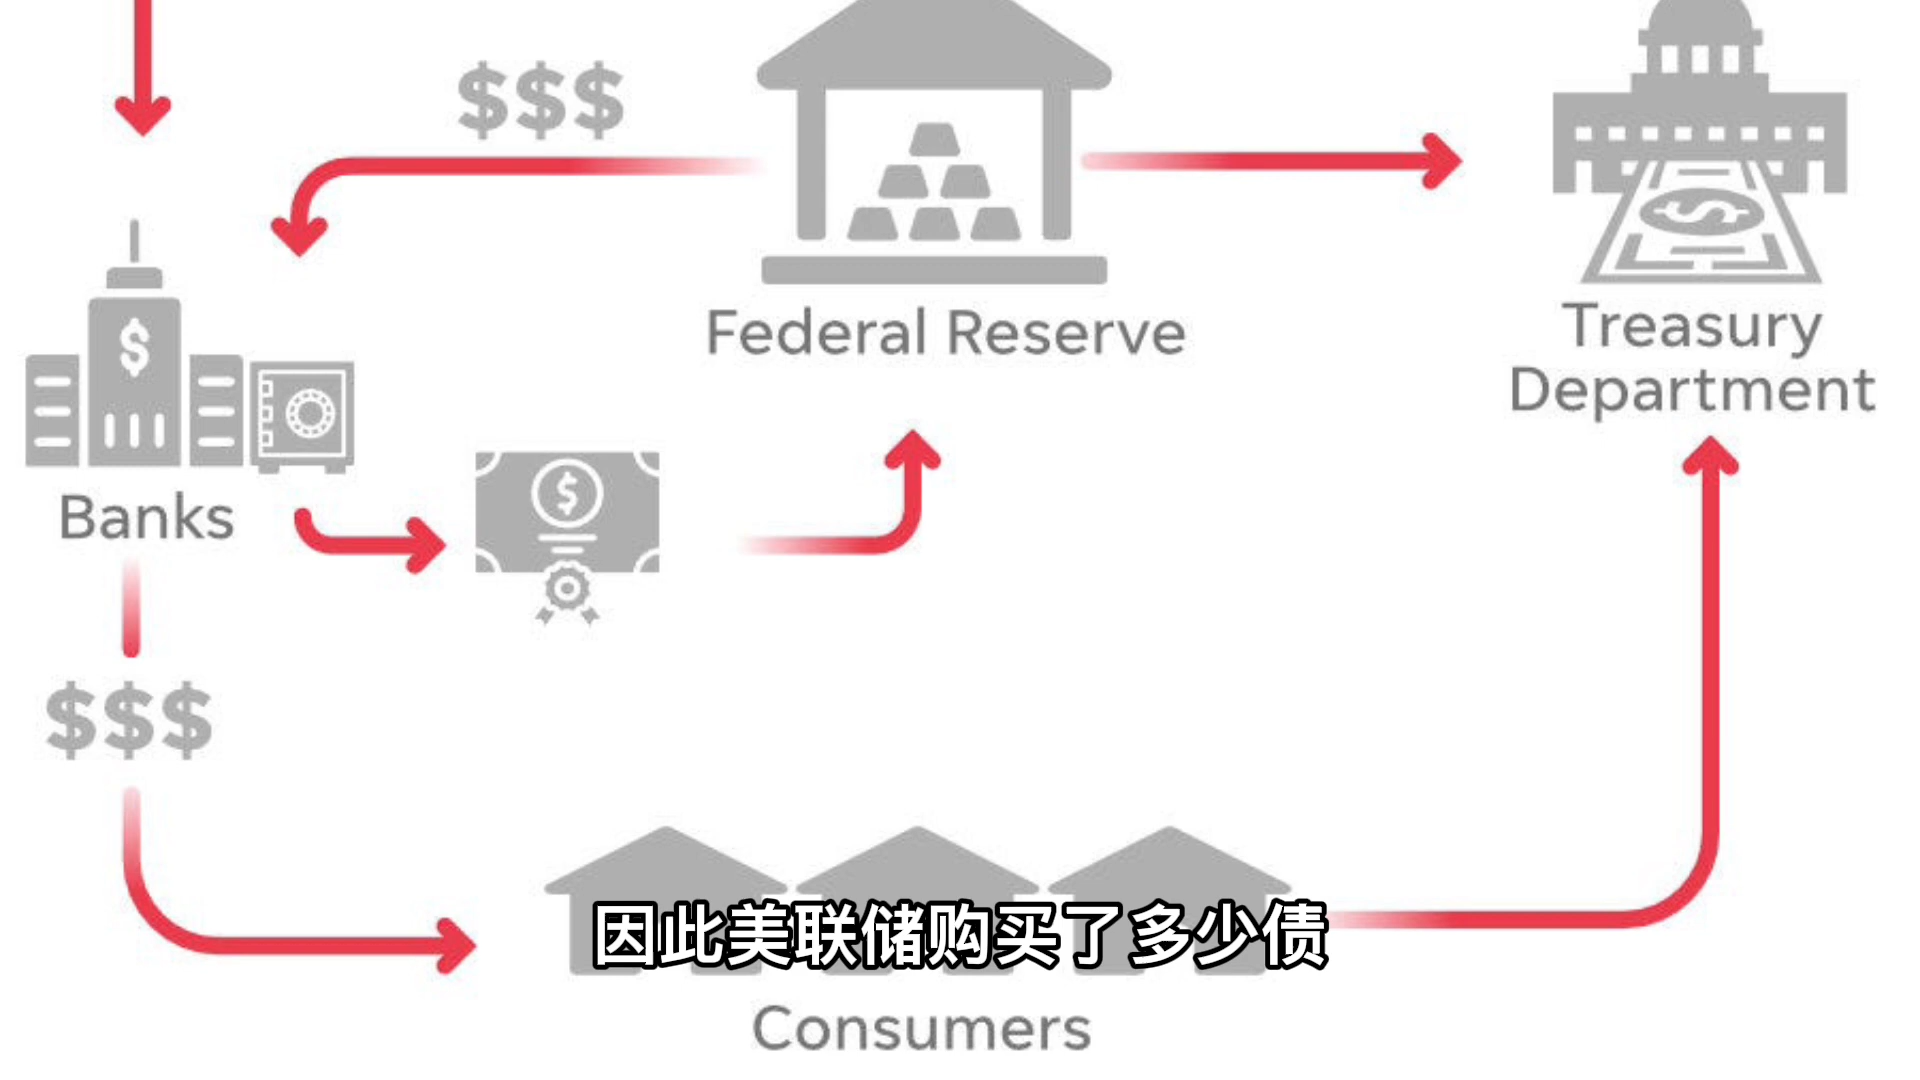 $$$
Federal Reserve
Treasury
Department
$
Banks
$
$$$
因此美联储购买了多少债
Consumers